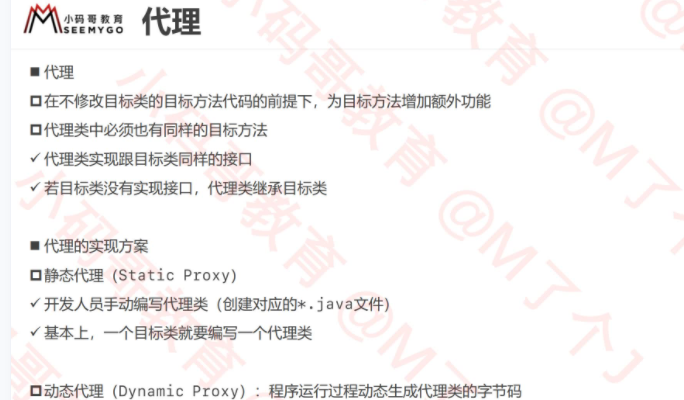 小码哥教育
SEEMYGO
代理
■ 代理
在不修改目标类的目标方法代码的前提下，为目标方法增加额外功能
代理类中必须也有同样的目标方法
✓ 代理类实现跟目标类同样的接口
✓ 若目标类没有实现接口，代理类继承目标类
■ 代理的实现方案
静态代理（Static Proxy）
✓ 开发人员手动编写代理类（创建对应的*.java文件）
✓ 基本上，一个目标类就要编写一个代理类
动态代理（Dynamic Proxy）：程序运行过程动态生成代理类的字节码
小码哥教育 @M了个J